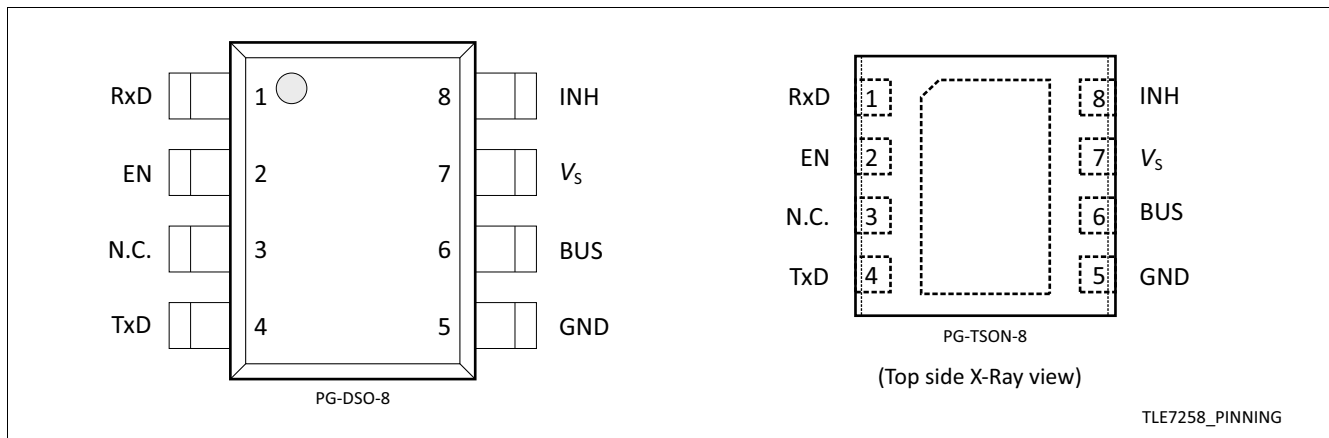 RxD 1 8 INH
EN 2 7 VS
N.C. 3 6 BUS
TxD 4 5 GND
PG-DSO-8
RxD 1 8 INH
EN 2 7 VS
N.C. 3 6 BUS
TxD 4 5 GND
PG-TSON-8
(Top side X-Ray view)
TLE7258_PINNING